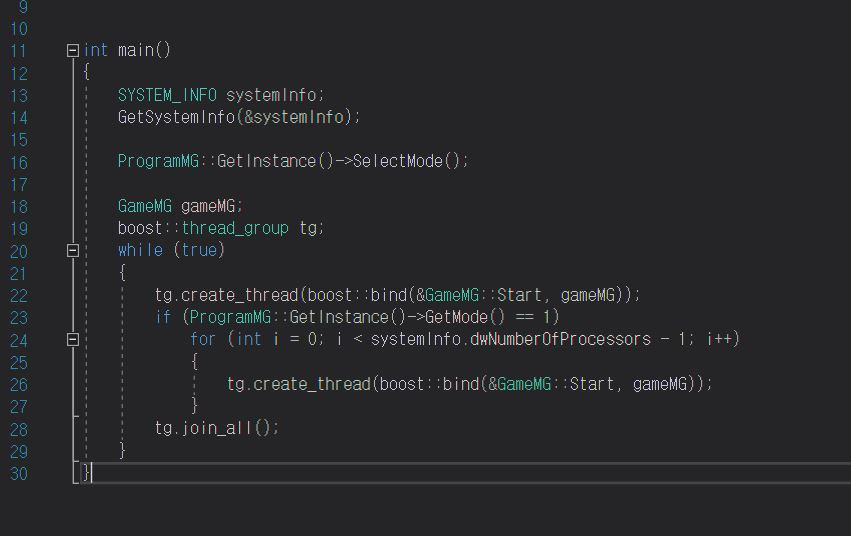 9
10
11 int main()
12 {
13 SYSTEM_INFO systemInfo;
14 GetSystemInfo(&systemInfo);
15
16 ProgramMG::GetInstance()->SelectMode();
17
18 GameMG gameMG;
19 boost::thread_group tg;
20 while (true)
21 {
22 tg.create_thread(boost::bind(&GameMG::Start, gameMG));
23 if (ProgramMG::GetInstance()->GetMode() == 1)
24 for (int i = 0; i < systemInfo.dwNumberOfProcessors - 1; i++)
25 {
26 tg.create_thread(boost::bind(&GameMG::Start, gameMG));
27 }
28 tg.join_all();
29 }
30 }